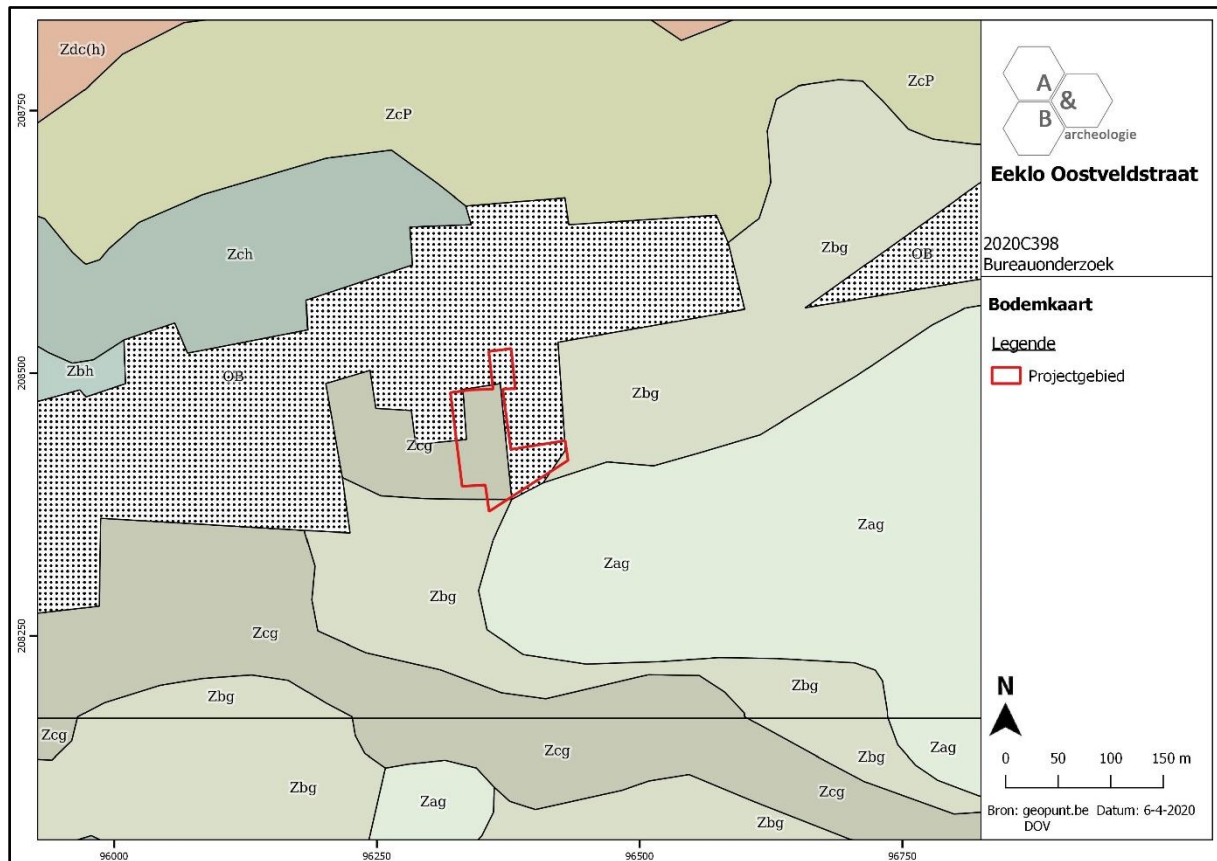 Zdc(h)
ZcP
ZcP
Zch
Zbg
OB
Zbh
OB
Zbg
Zcg
Zag
Zag
Zbg
Zcg
Zbg
Zbg
Zcg
Zcg
Zag
Zbg
Zbg
Zag
Zcg
Zbg
208750
208500
208250
96000
96250
96500
96750
A
&
B
archeologie
Eeklo Oostveldstraat
2020C398
Bureauonderzoek
Bodemkaart
Legende
Projectgebied
N
0 50 100 150 m
Bron: geopunt.be Datum: 6-4-2020
DOV